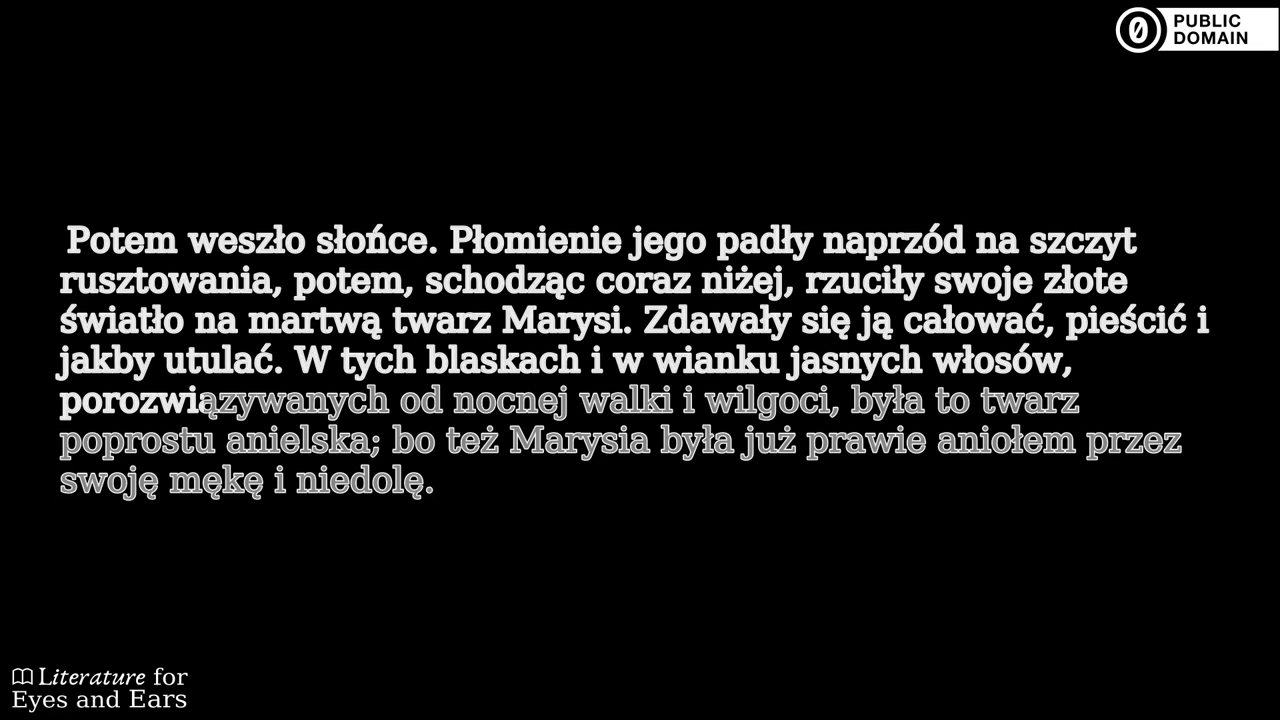 PUBLIC
DOMAIN
Potem weszło słońce. Płomienie jego padły naprzód na szczyt
rusztowania, potem, schodząc coraz niżej, rzuciły swoje złote
światło na martwą twarz Marysi. Zdawały się ją całować, pieścić i
jakby utulać. W tych blaskach i w wianku jasnych włosów,
porozwiązywanych od nocnej walki i wilgoci, była to twarz
poprostu anielska; bo też Marysia była już prawie aniołem przez
swoję mękę i niedolę.
Literature for
Eyes and Ears